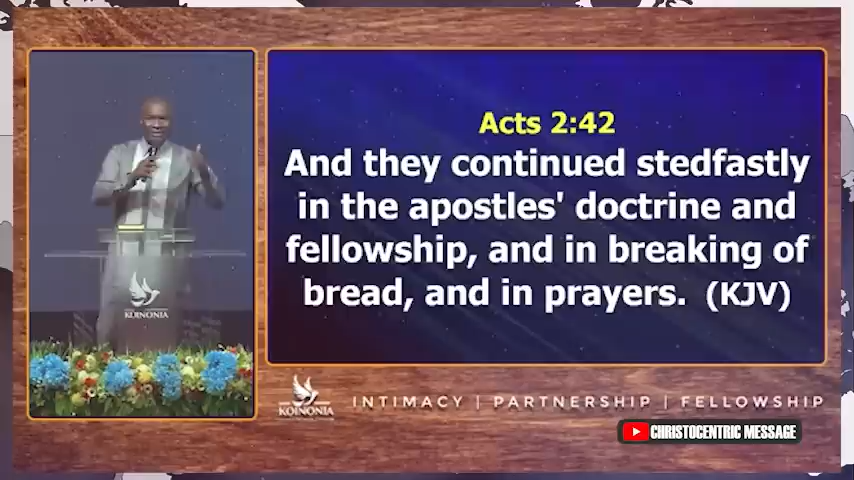 Acts 2:42
And they continued stedfastly
in the apostles' doctrine and
fellowship, and in breaking of
bread, and in prayers. (KJV)
KOINONIA
KOINONIA
INTIMACY | PARTNERSHIP | FELLOWSHIP
CHRISTOCENTRIC MESSAGE